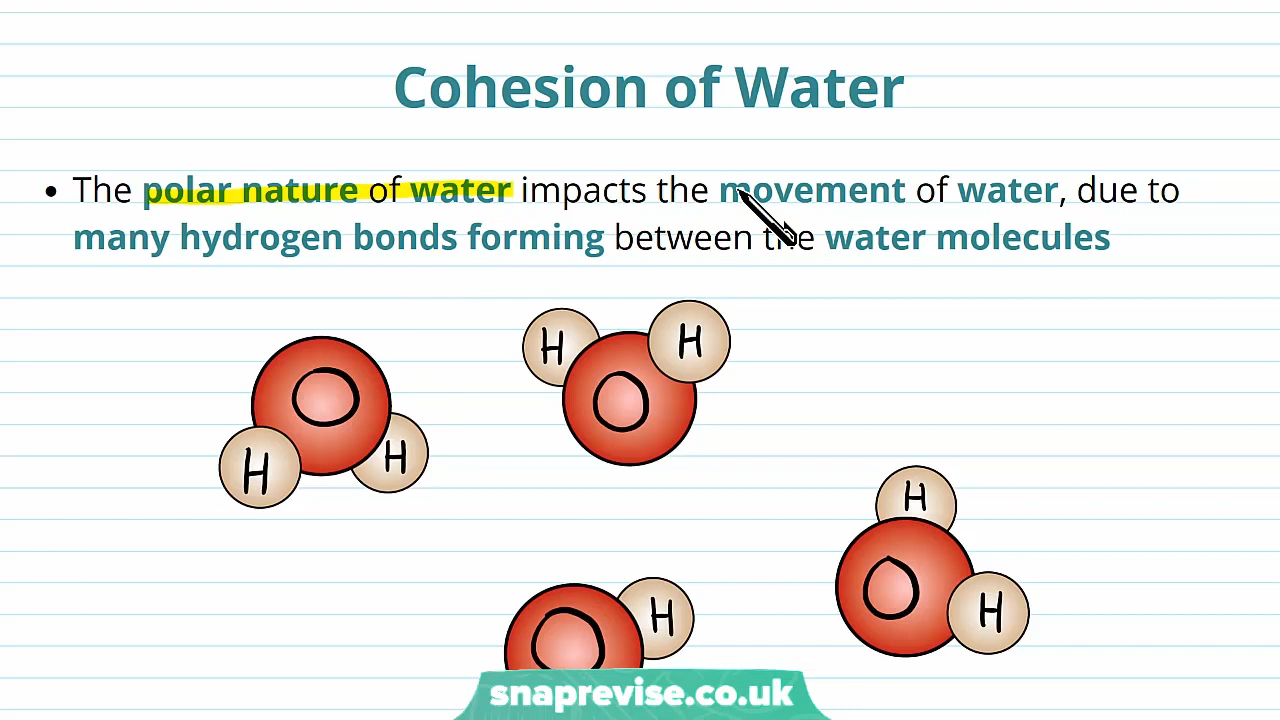 Cohesion of Water
• The polar nature of water impacts the movement of water, due to
many hydrogen bonds forming between the water molecules
H H
O O
H H
H
O H
H
O
snaprevise.co.uk